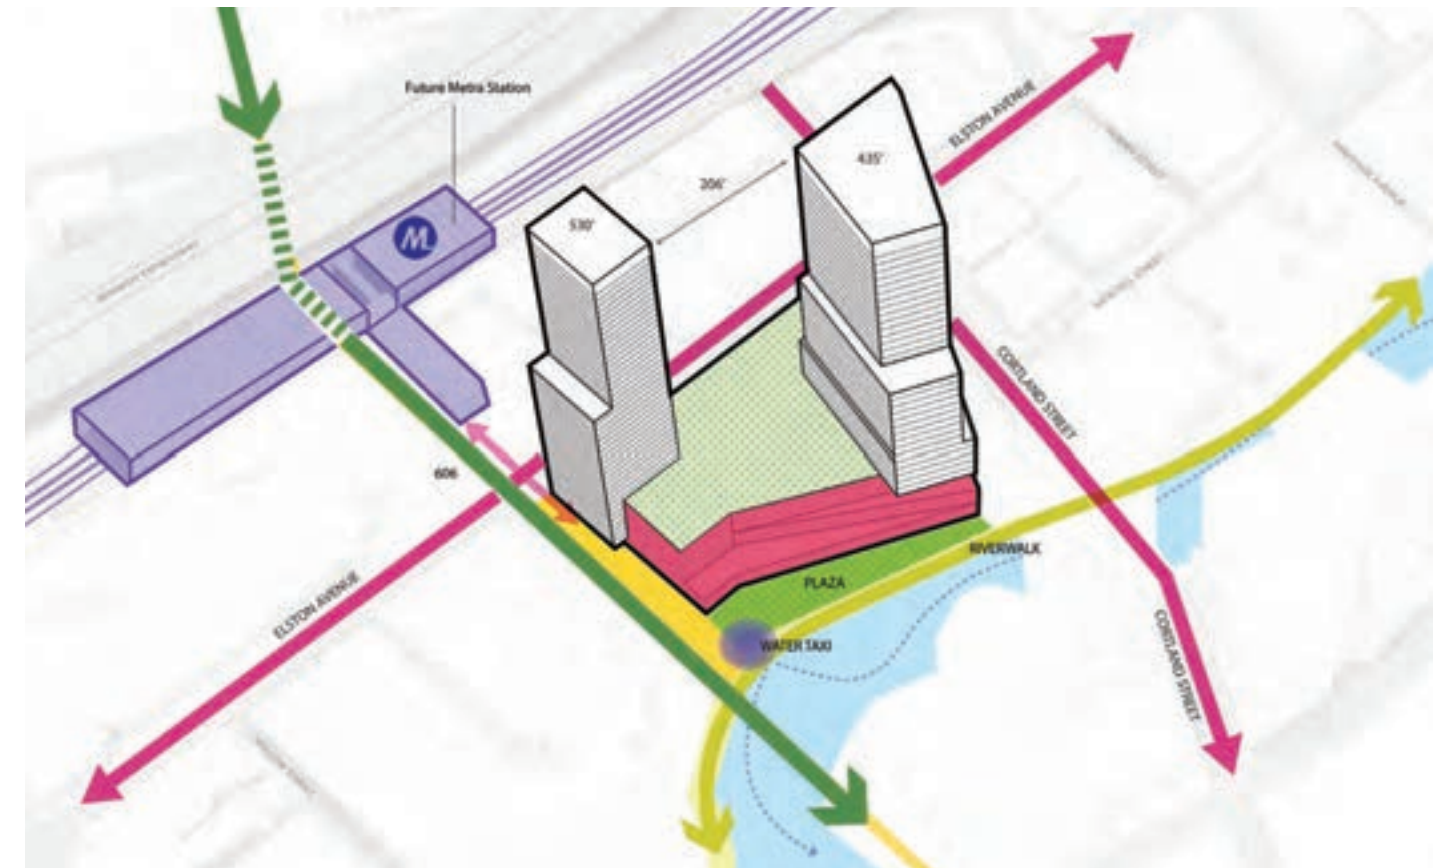 Future Metra Station
M
ELSTON AVENUE
435'
206'
530'
CORTLAND STREET
606
RIVERWALK
PLAZA
ELSTON AVENUE
WATER TAXI
CORTLAND STREET